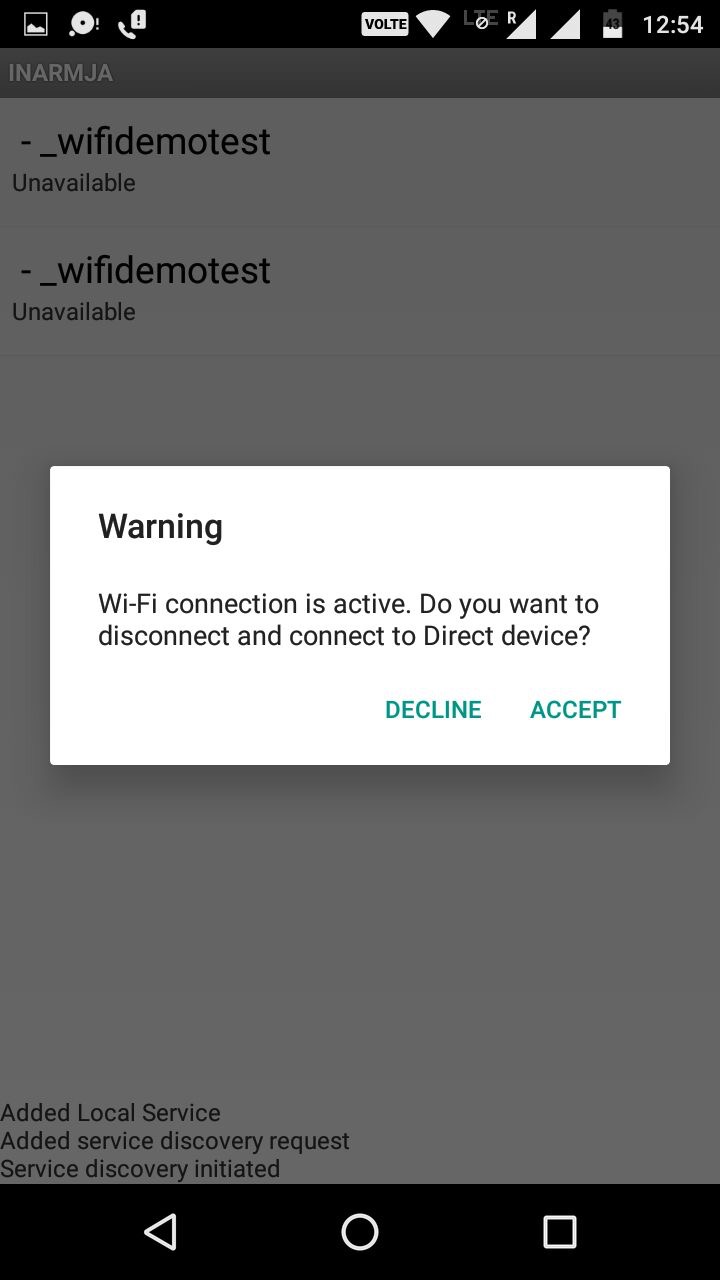 VOLTE LTE R 43 12:54
INARMJA
- _wifidemotest
Unavailable
- _wifidemotest
Unavailable
Warning
Wi-Fi connection is active. Do you want to
disconnect and connect to Direct device?
DECLINE ACCEPT
Added Local Service
Added service discovery request
Service discovery initiated